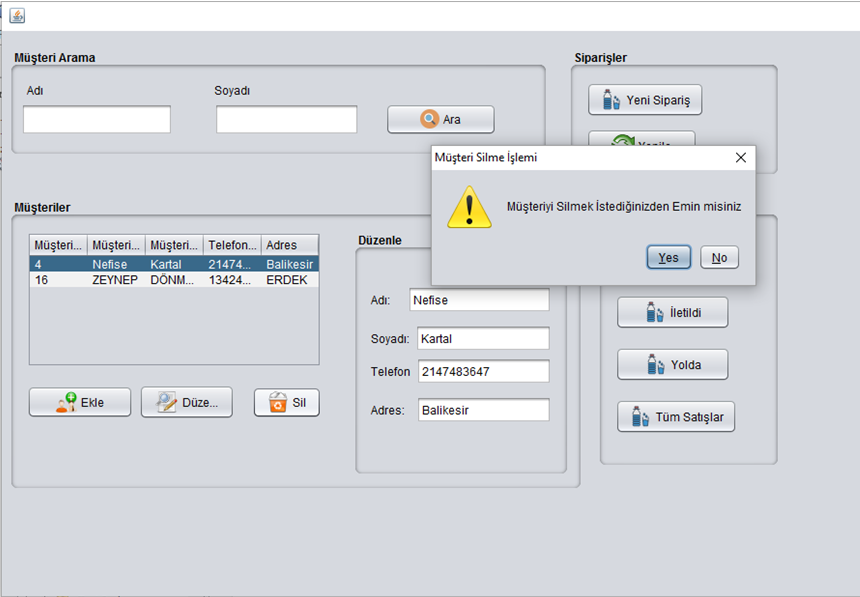 Müşteri Arama
Adı
Soyadı
Ara
Siparişler
Yeni Sipariş
Müşteri Silme İşlemi
Müşteriyi Silmek İstediğinizden Emin misiniz
Yes
No
Müşteriler
Müşteri... Müşteri... Müşteri... Telefon... Adres
4 Nefise Kartal 21474... Balikesir
16 ZEYNEP DÖNM... 13424... ERDEK
Ekle
Düze...
Sil
Düzenle
Adı: Nefise
Soyadı: Kartal
Telefon 2147483647
Adres: Balikesir
İletildi
Yolda
Tüm Satışlar